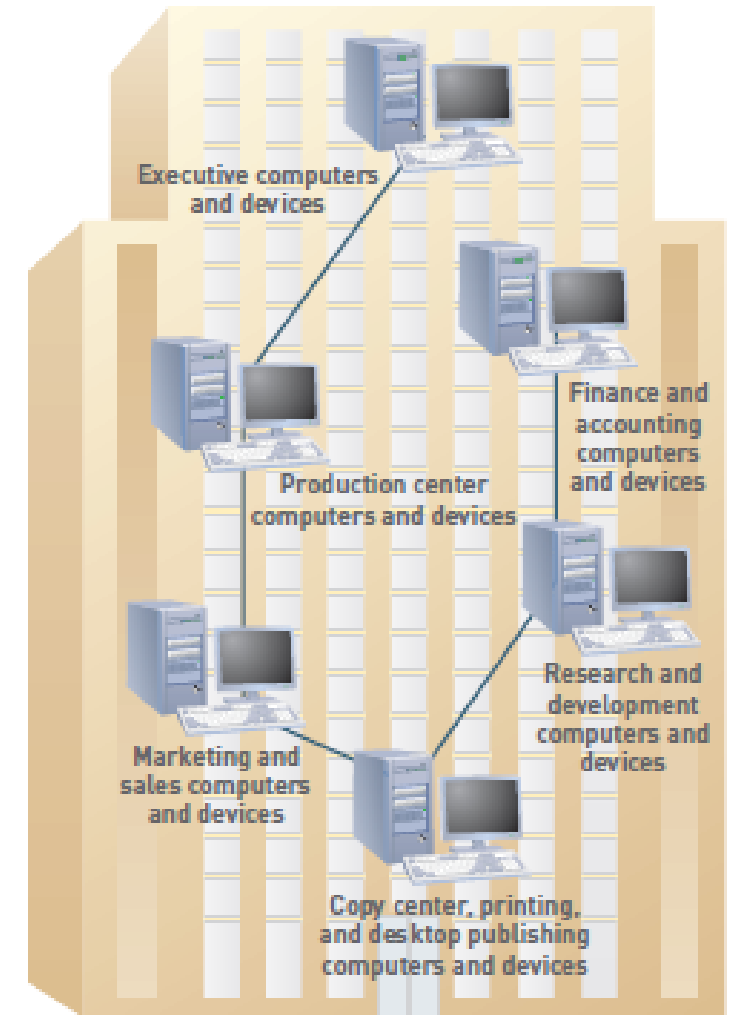 Executive computers
and devices
Finance and
accounting
computers
and devices
Production center
computers and devices
Research and
development
computers and
devices
Marketing and
sales computers
and devices
Copy center, printing,
and desktop publishing
computers and devices